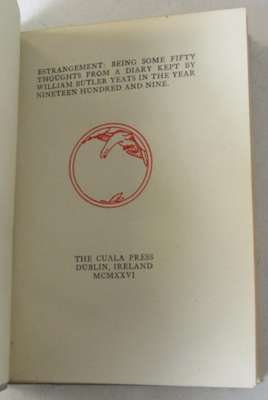 ESTRANGEMENT: BEING SOME FIFTY
THOUGHTS FROM A DIARY KEPT BY
WILLIAM BUTLER YEATS IN THE YEAR
NINETEEN HUNDRED AND NINE.
THE CUALA PRESS
DUBLIN, IRELAND
MCMXXVI